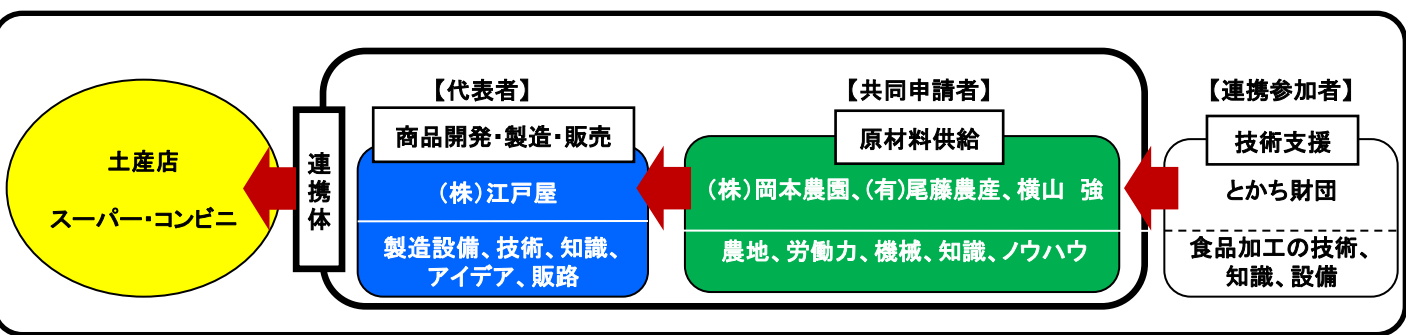 土産店
スーパー・コンビニ
連携体
【代表者】
商品開発・製造・販売
(株)江戸屋
製造設備、技術、知識、
アイデア、販路
【共同申請者】
原材料供給
(株)岡本農園、(有)尾藤農産、横山 強
農地、労働力、機械、知識、ノウハウ
【連携参加者】
技術支援
とかち財団
食品加工の技術、
知識、設備